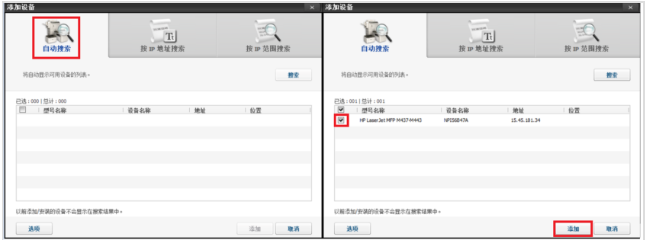 添加设备
自动搜索
按 IP 地址搜索
按 IP 范围搜索
将自动显示可用设备的列表。
搜索
已选：000 | 总计：000
型号名称 设备名称 地址 位置
以前添加/安装的设备不会显示在搜索结果中。
选项
添加
取消
添加设备
自动搜索
按 IP 地址搜索
按 IP 范围搜索
将自动显示可用设备的列表。
搜索
已选：001 | 总计：001
型号名称 设备名称 地址 位置
HP LaserJet MFP M437-M443 NPI58B47A 15.45.181.34
以前添加/安装的设备不会显示在搜索结果中。
选项
添加
取消